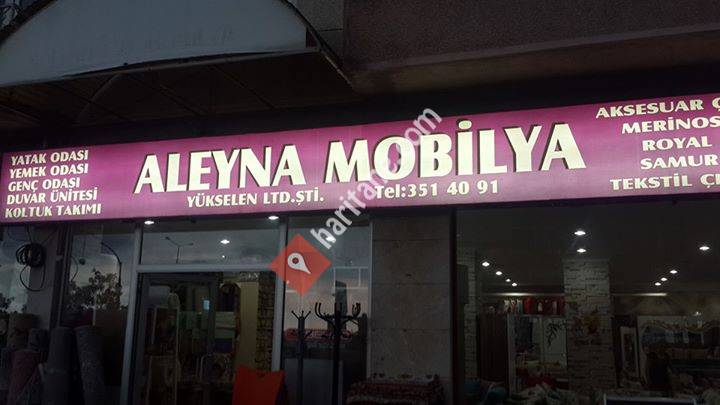 YATAK ODASI
YEMEK ODASI
GENÇ ODASI
DUVAR ÜNİTESİ
KOLTUK TAKIMI
ALEYNA MOBİLYA
YÜKSELEN LTD.ŞTİ.
Tel:351 40 91
AKSESUAR Ç
MERİNOS
ROYAL
SAMUR
TEKSTİL Ç
haritane.com